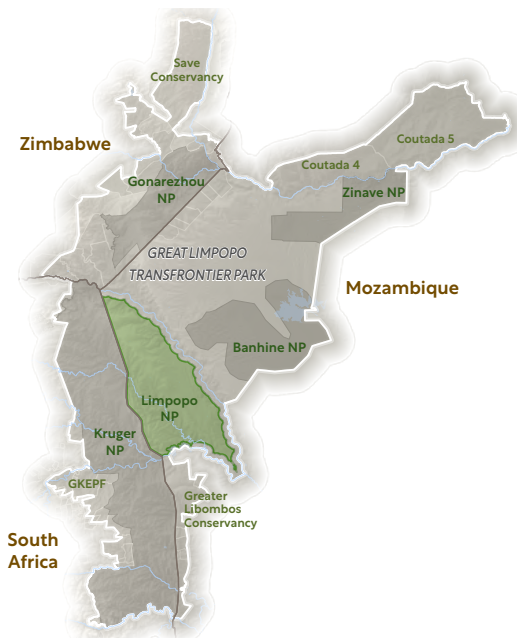 Save
Conservancy
Zimbabwe
Coutada 5
Coutada 4
Gonarezhou
NP
Zinave NP
GREAT LIMPOPO
TRANSFRONTIER PARK
Mozambique
Banhine NP
Limpopo
NP
Kruger
NP
GKEPF
Greater
Libombos
Conservancy
South
Africa